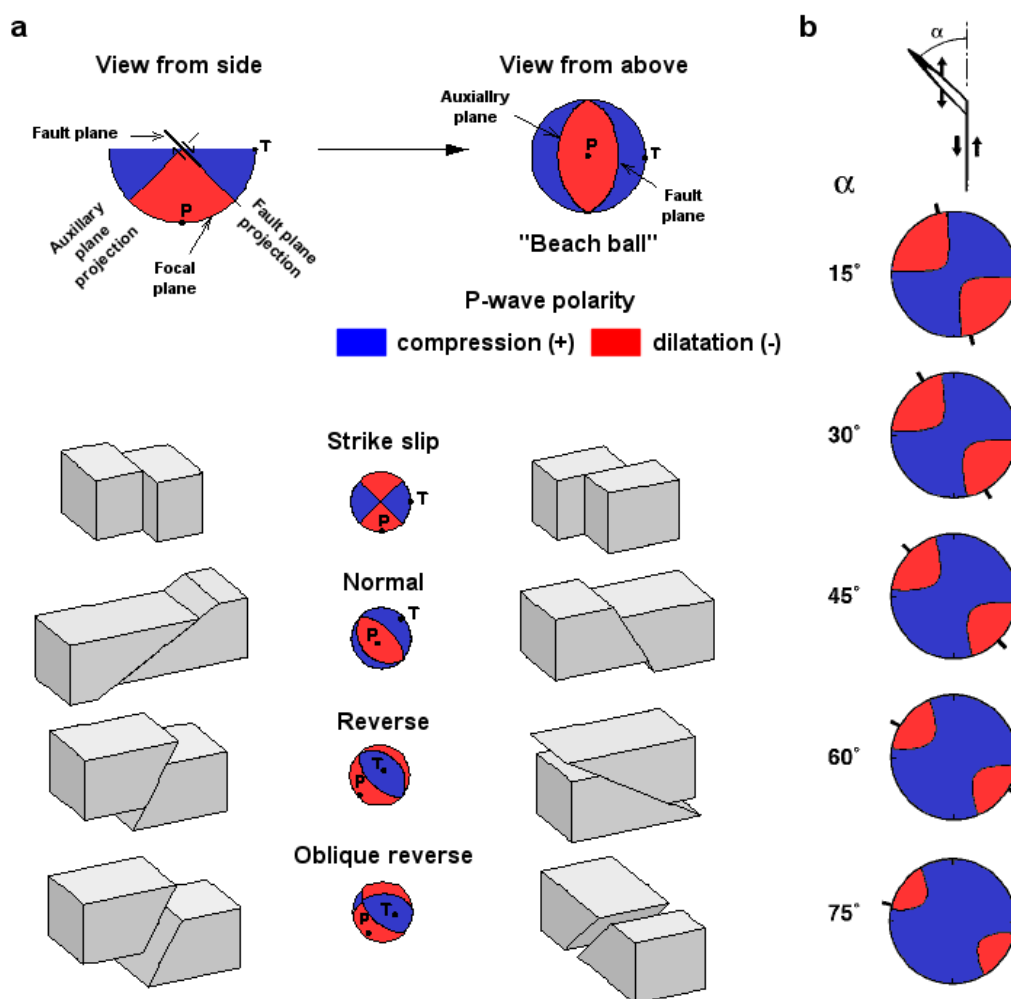 a
View from side
Fault plane
T
P
Auxillary
plane
projection
Focal
plane
Fault plane
projection
View from above
Auxiallry
plane
P
T
Fault
plane
"Beach ball"
P-wave polarity
compression (+)
dilatation (-)
Strike slip
T
P
Normal
T
P
Reverse
T
P
Oblique reverse
T
P
b
α
α
15°
30°
45°
60°
75°